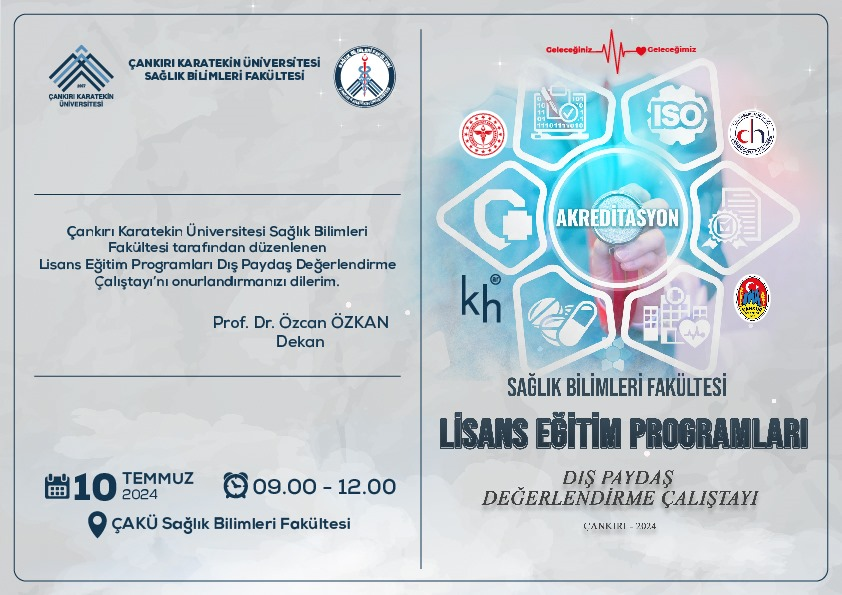 ÇANKIRI KARATEKİN
ÜNİVERSİTESİ
2007
ÇANKIRI KARATEKİN ÜNİVERSİTESİ
SAĞLIK BİLİMLERİ FAKÜLTESİ
Çankırı Karatekin Üniversitesi Sağlık Bilimleri
Fakültesi tarafından düzenlenen
Lisans Eğitim Programları Dış Paydaş Değerlendirme
Çalıştayı'nı onurlandırmanızı dilerim.
Prof. Dr. Özcan ÖZKAN
Dekan
10 TEMMUZ
2024
09.00 - 12.00
ÇAKÜ Sağlık Bilimleri Fakültesi
Geleceğiniz Geleceğimiz
ISO
ch
AKREDİTASYON
kh
SAĞLIK BİLİMLERİ FAKÜLTESİ
LİSANS EĞİTİM PROGRAMLARI
DIŞ PAYDAŞ
DEĞERLENDİRME ÇALIŞTAYI
ÇANKIRI - 2024